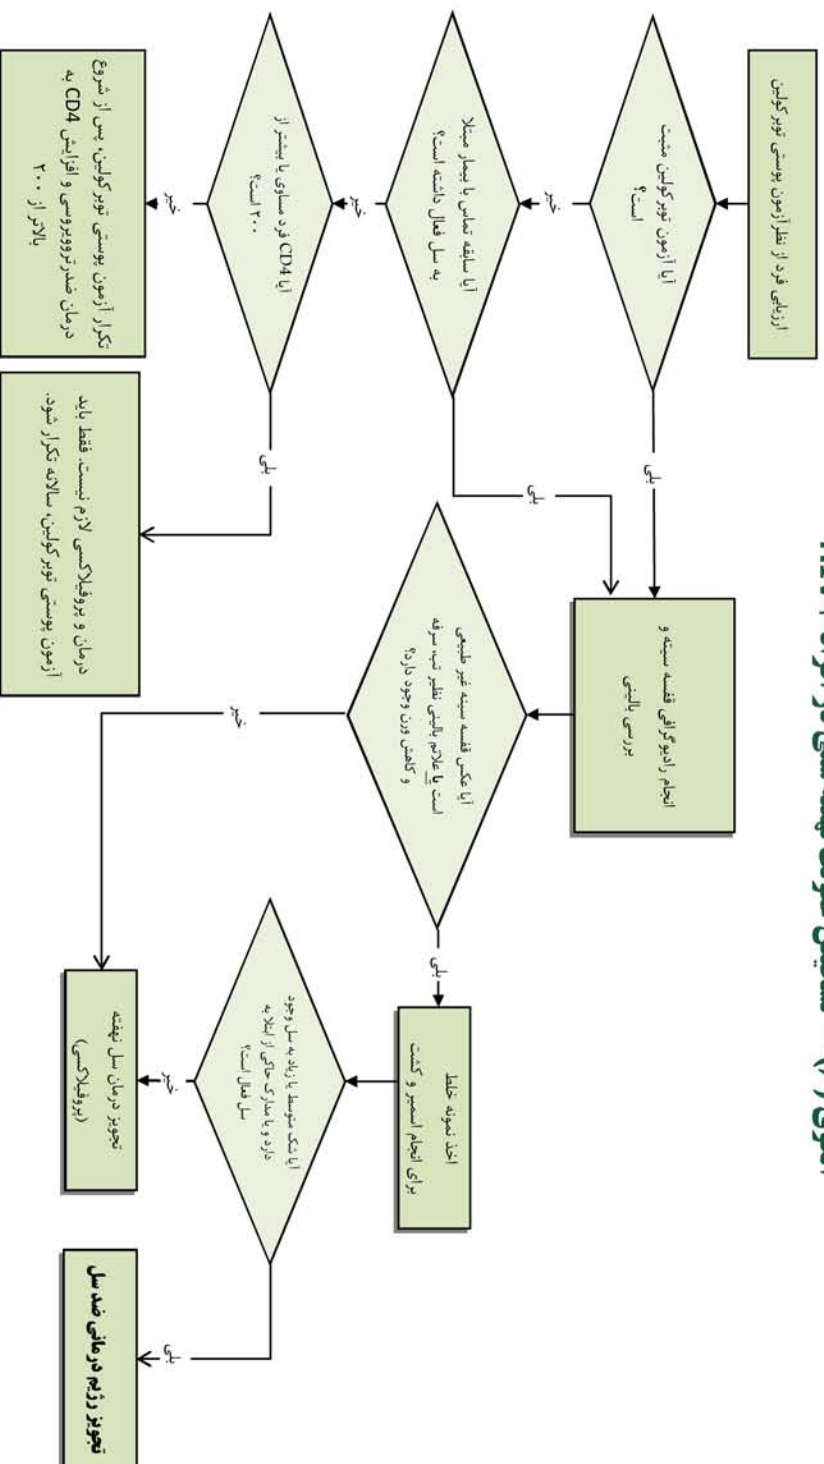 ارزیابی فرد از نظر آزمون پوستی توبرکولین
آیا آزمون توبرکولین مثبت
است؟
بلی
خیر
آیا سابقه تماس با بیمار مبتلا
به سل فعال داشته است؟
بلی
خیر
آیا CD4 فرد مساوی یا بیشتر از
۲۰۰ است؟
بلی
خیر
تکرار آزمون پوستی توبرکولین، پس از شروع
درمان ضدرتروویروسی و افزایش CD4 به
بالاتر از ۲۰۰
درمان و پروفیلاکسی لازم نیست. فقط باید
آزمون پوستی توبرکولین، سالانه تکرار شود.
انجام رادیوگرافی قفسه سینه و
بررسی بالینی
آیا عکس قفسه سینه غیر طبیعی
است یا علائم بالینی نظیر تب، سرفه
و کاهش وزن وجود دارد؟
بلی
خیر
اخذ نمونه خلط
برای انجام اسمیر و کشت
آیا شک متوسط یا زیاد به سل وجود
دارد و یا مدارک حاکی از ابتلا به
سل فعال است؟
خیر
بلی
تجویز درمان سل نهفته
(پروفیلاکسی)
تجویز رژیم درمانی ضد سل